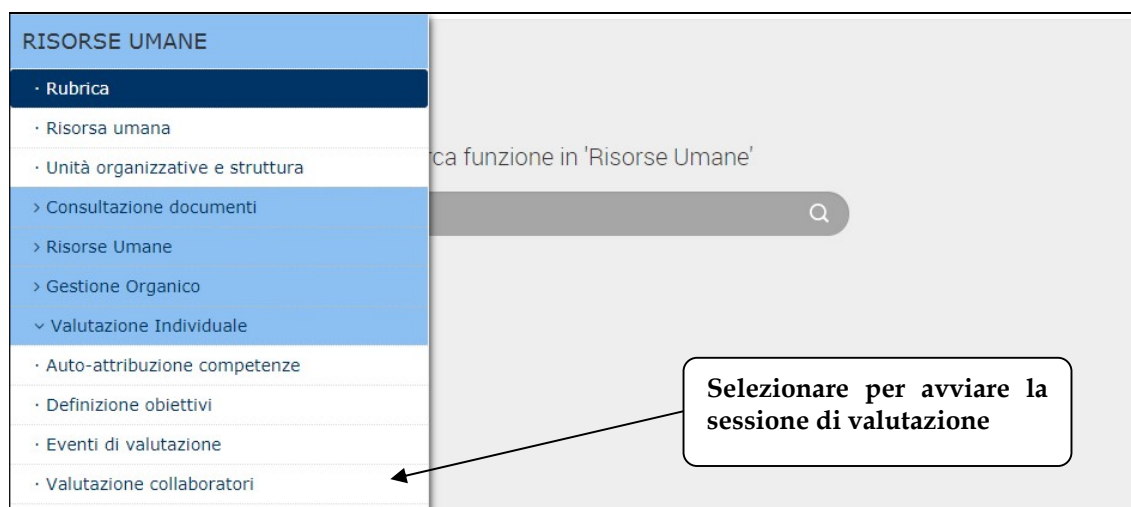 RISORSE UMANE
· Rubrica
· Risorsa umana
· Unità organizzative e struttura
> Consultazione documenti
> Risorse Umane
> Gestione Organico
˅ Valutazione Individuale
· Auto-attribuzione competenze
· Definizione obiettivi
· Eventi di valutazione
· Valutazione collaboratori
funzione in 'Risorse Umane'
Selezionare per avviare la
sessione di valutazione